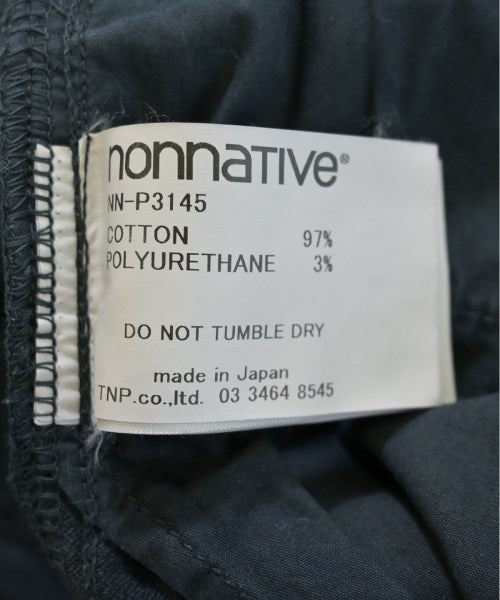 nonnative®
NN-P3145
COTTON 97%
POLYURETHANE 3%
DO NOT TUMBLE DRY
made in Japan
TNP.co.,ltd. 03 3464 8545